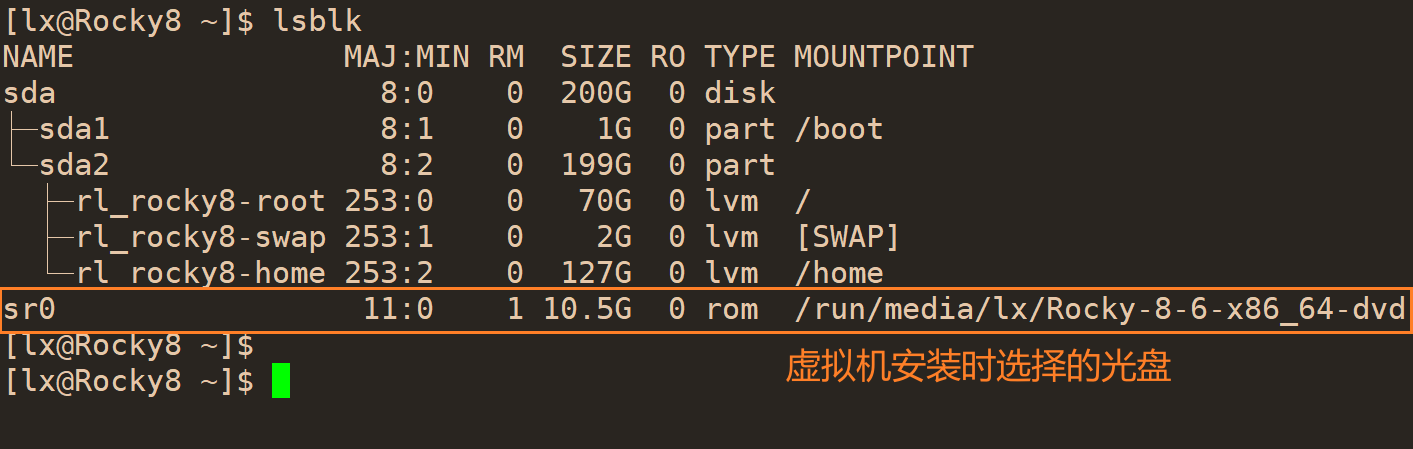 [lx@Rocky8 ~]$ lsblk
NAME               MAJ:MIN RM   SIZE RO TYPE MOUNTPOINT
sda                  8:0    0   200G  0 disk
├─sda1               8:1    0     1G  0 part /boot
└─sda2               8:2    0   199G  0 part
  ├─rl_rocky8-root 253:0    0    70G  0 lvm  /
  ├─rl_rocky8-swap 253:1    0     2G  0 lvm  [SWAP]
  └─rl_rocky8-home 253:2    0   127G  0 lvm  /home
sr0                 11:0    1  10.5G  0 rom  /run/media/lx/Rocky-8-6-x86_64-dvd
[lx@Rocky8 ~]$
虚拟机安装时选择的光盘
[lx@Rocky8 ~]$